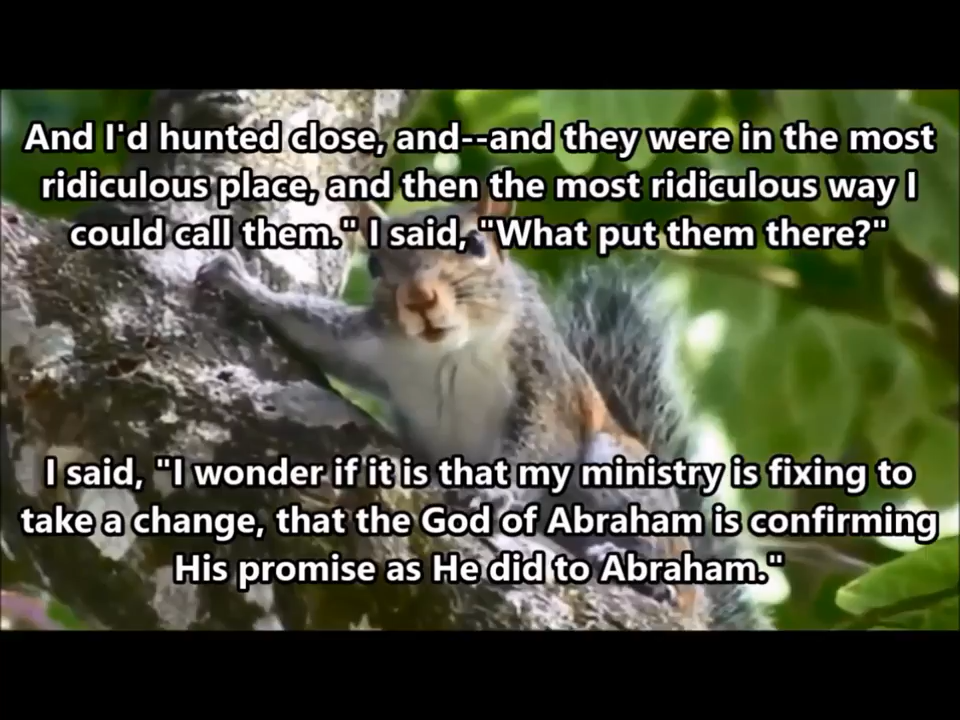 And I'd hunted close, and--and they were in the most
ridiculous place, and then the most ridiculous way I
could call them." I said, "What put them there?"
I said, "I wonder if it is that my ministry is fixing to
take a change, that the God of Abraham is confirming
His promise as He did to Abraham."